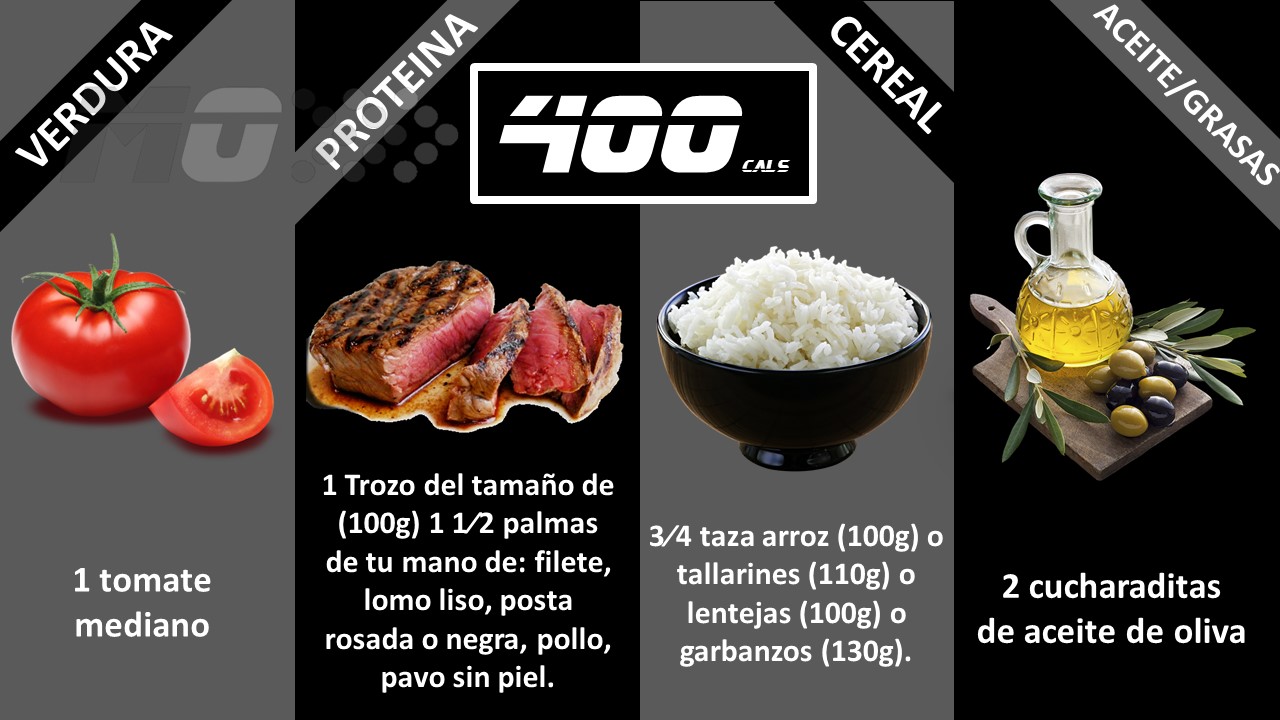 VERDURA
PROTEINA
CEREAL
ACEITE/GRASAS
MO
400
CALS
1 tomate
mediano
1 Trozo del tamaño de
(100g) 1 1⁄2 palmas
de tu mano de: filete,
lomo liso, posta
rosada o negra, pollo,
pavo sin piel.
3⁄4 taza arroz (100g) o
tallarines (110g) o
lentejas (100g) o
garbanzos (130g).
2 cucharaditas
de aceite de oliva